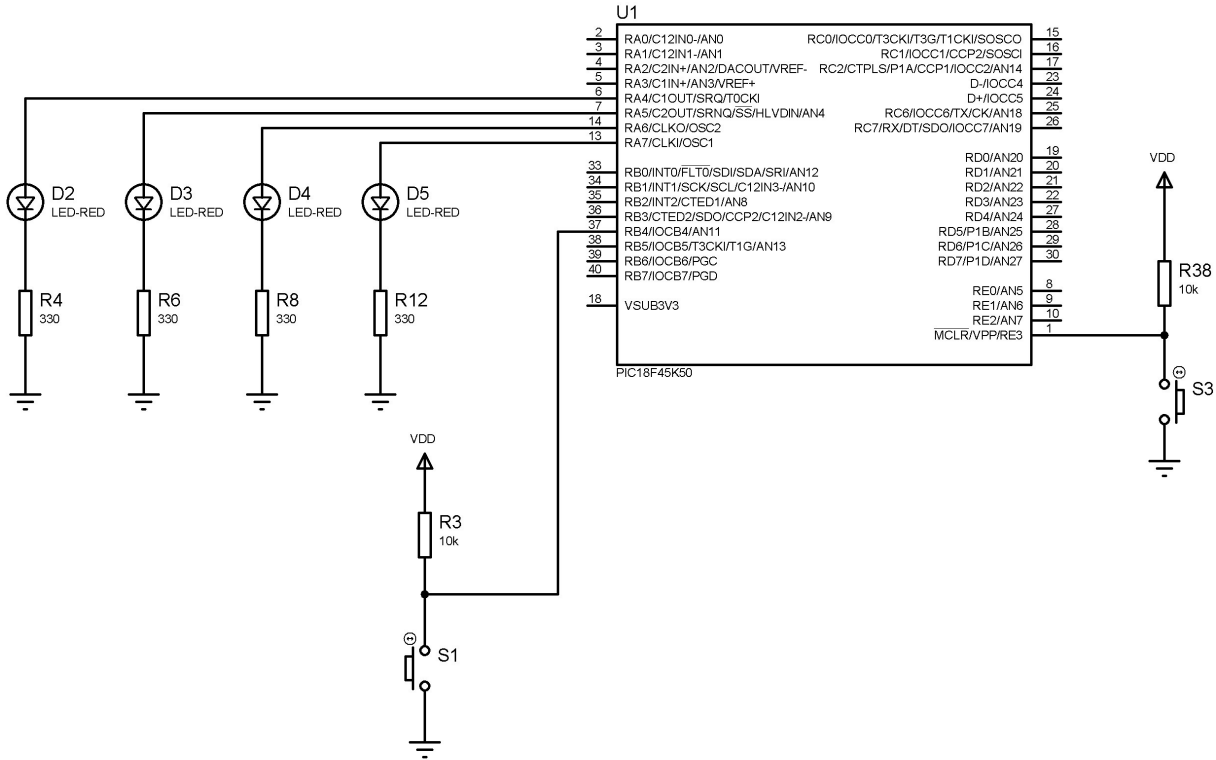 U1
2 RA0/C12IN0-/AN0
3 RA1/C12IN1-/AN1
4 RA2/C2IN+/AN2/DACOUT/VREF-
5 RA3/C1IN+/AN3/VREF+
6 RA4/C1OUT/SRQ/T0CKI
7 RA5/C2OUT/SRNQ/SS/HLVDIN/AN4
14 RA6/CLKO/OSC2
13 RA7/CLKI/OSC1
33 RB0/INT0/FLT0/SDI/SDA/SRI/AN12
34 RB1/INT1/SCK/SCL/C12IN3-/AN10
35 RB2/INT2/CTED1/AN8
36 RB3/CTED2/SDO/CCP2/C12IN2-/AN9
37 RB4/IOCB4/AN11
38 RB5/IOCB5/T3CKI/T1G/AN13
39 RB6/IOCB6/PGC
40 RB7/IOCB7/PGD
18 VSUB3V3
RC0/IOCC0/T3CKI/T3G/T1CKI/SOSCO 15
RC1/IOCC1/CCP2/SOSCI 16
RC2/CTPLS/P1A/CCP1/IOCC2/AN14 17
D-/IOCC4 23
D+/IOCC5 24
RC6/IOCC6/TX/CK/AN18 25
RC7/RX/DT/SDO/IOCC7/AN19 26
RD0/AN20 19
RD1/AN21 20
RD2/AN22 21
RD3/AN23 22
RD4/AN24 27
RD5/P1B/AN25 28
RD6/P1C/AN26 29
RD7/P1D/AN27 30
RE0/AN5 8
RE1/AN6 9
RE2/AN7 10
MCLR/VPP/RE3 1
PIC18F45K50
D2
LED-RED
D3
LED-RED
D4
LED-RED
D5
LED-RED
R4
330
R6
330
R8
330
R12
330
VDD
R38
10k
S3
VDD
R3
10k
S1